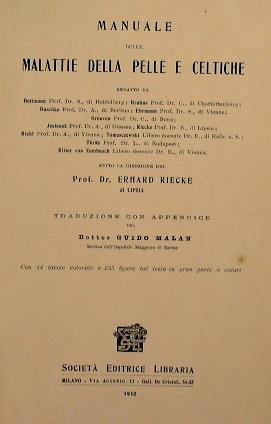 MANUALE
DELLE
MALATTIE DELLA PELLE E CELTICHE
REDATTO DA
Bettmann Prof. Dr. S., di Heidelberg; Bruhns Prof. Dr. C., di Charlottenburg;
Buschke Prof. Dr. A., di Berlino; Ehrmann Prof. Dr. S., di Vienna;
Grouven Prof. Dr. C., di Bonn;
Jesionek Prof. Dr. A., di Giessen; Riecke Prof. Dr. E., di Lipsia;
Riehl Prof. Dr. A., di Vienna; Tomasczewski Libero docente Dr. E., di Halle a. S.;
Török Prof. Dr. L., di Budapest;
Ritter von Zumbusch Libero docente Dr. E., di Vienna.
SOTTO LA DIREZIONE DEL
Prof. Dr. ERHARD RIECKE
di LIPSIA
TRADUZIONE CON APPENDICE
DEL
Dottor GUIDO MALAN
Medico dell'Ospedale Maggiore di Torino
Con 14 tavole colorate e 235 figure nel testo in gran parte a colori
SOCIETÀ EDITRICE LIBRARIA
MILANO - VIA AUSONIO, 22 - Gall. De Cristof., 54-55
1912